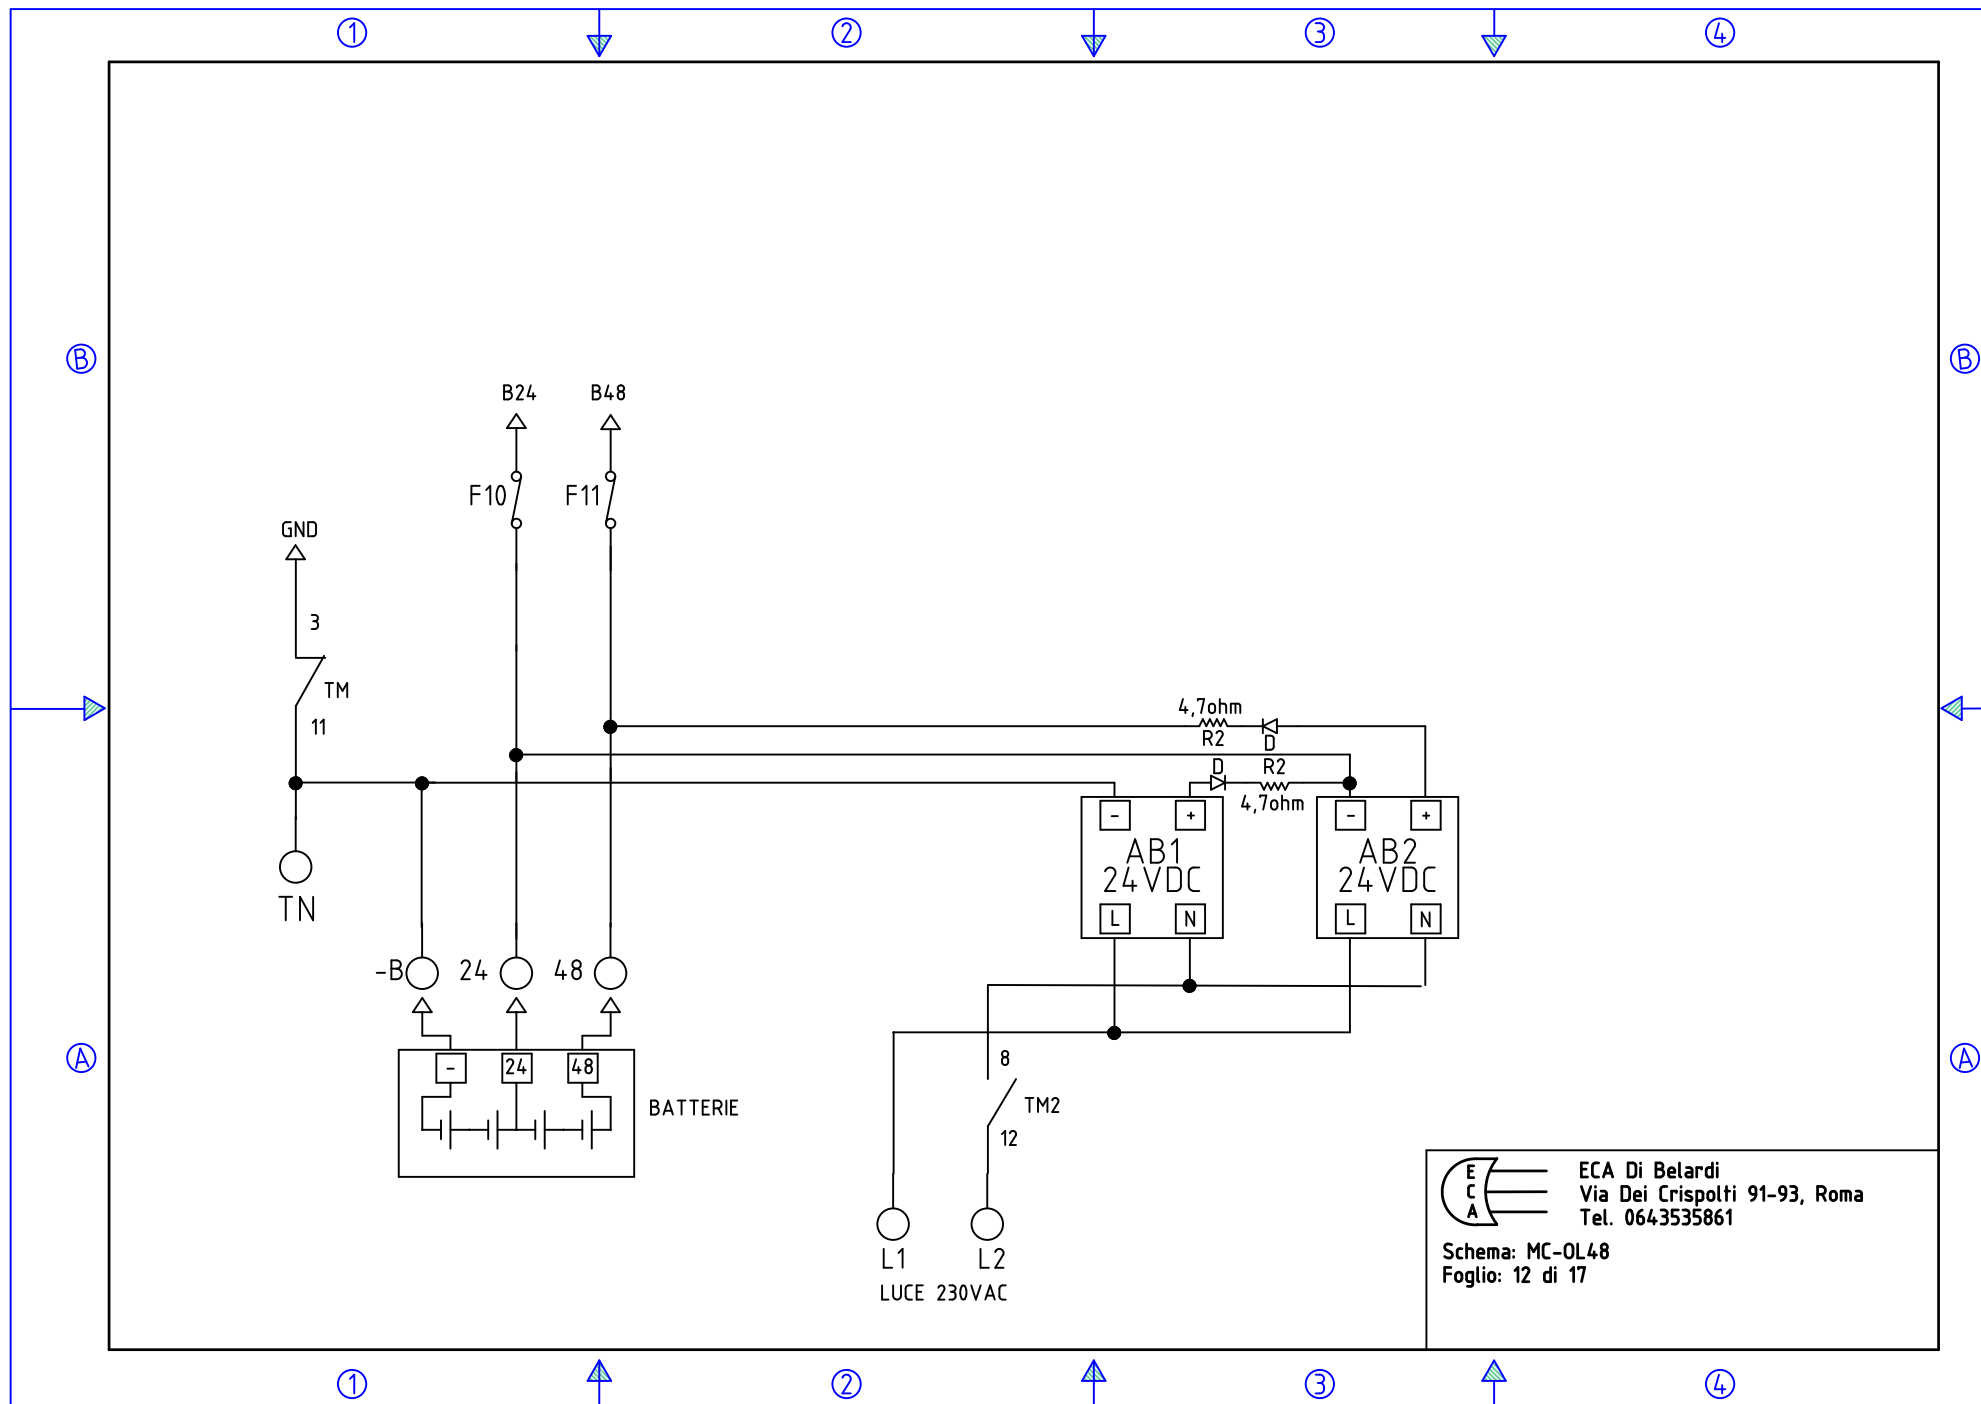 1 2 3 4
B B
B24 B48
F10 F11
GND
3
TM
11
4,7ohm
R2 D
D R2
4,7ohm
- + - +
AB1 AB2
24VDC 24VDC
L N L N
TN
-B 24 48
- 24 48
BATTERIE
A A
8
TM2
12
L1 L2
LUCE 230VAC
E
C
A
ECA Di Belardi
Via Dei Crispolti 91-93, Roma
Tel. 0643535861
Schema: MC-OL48
Foglio: 12 di 17
1 2 3 4